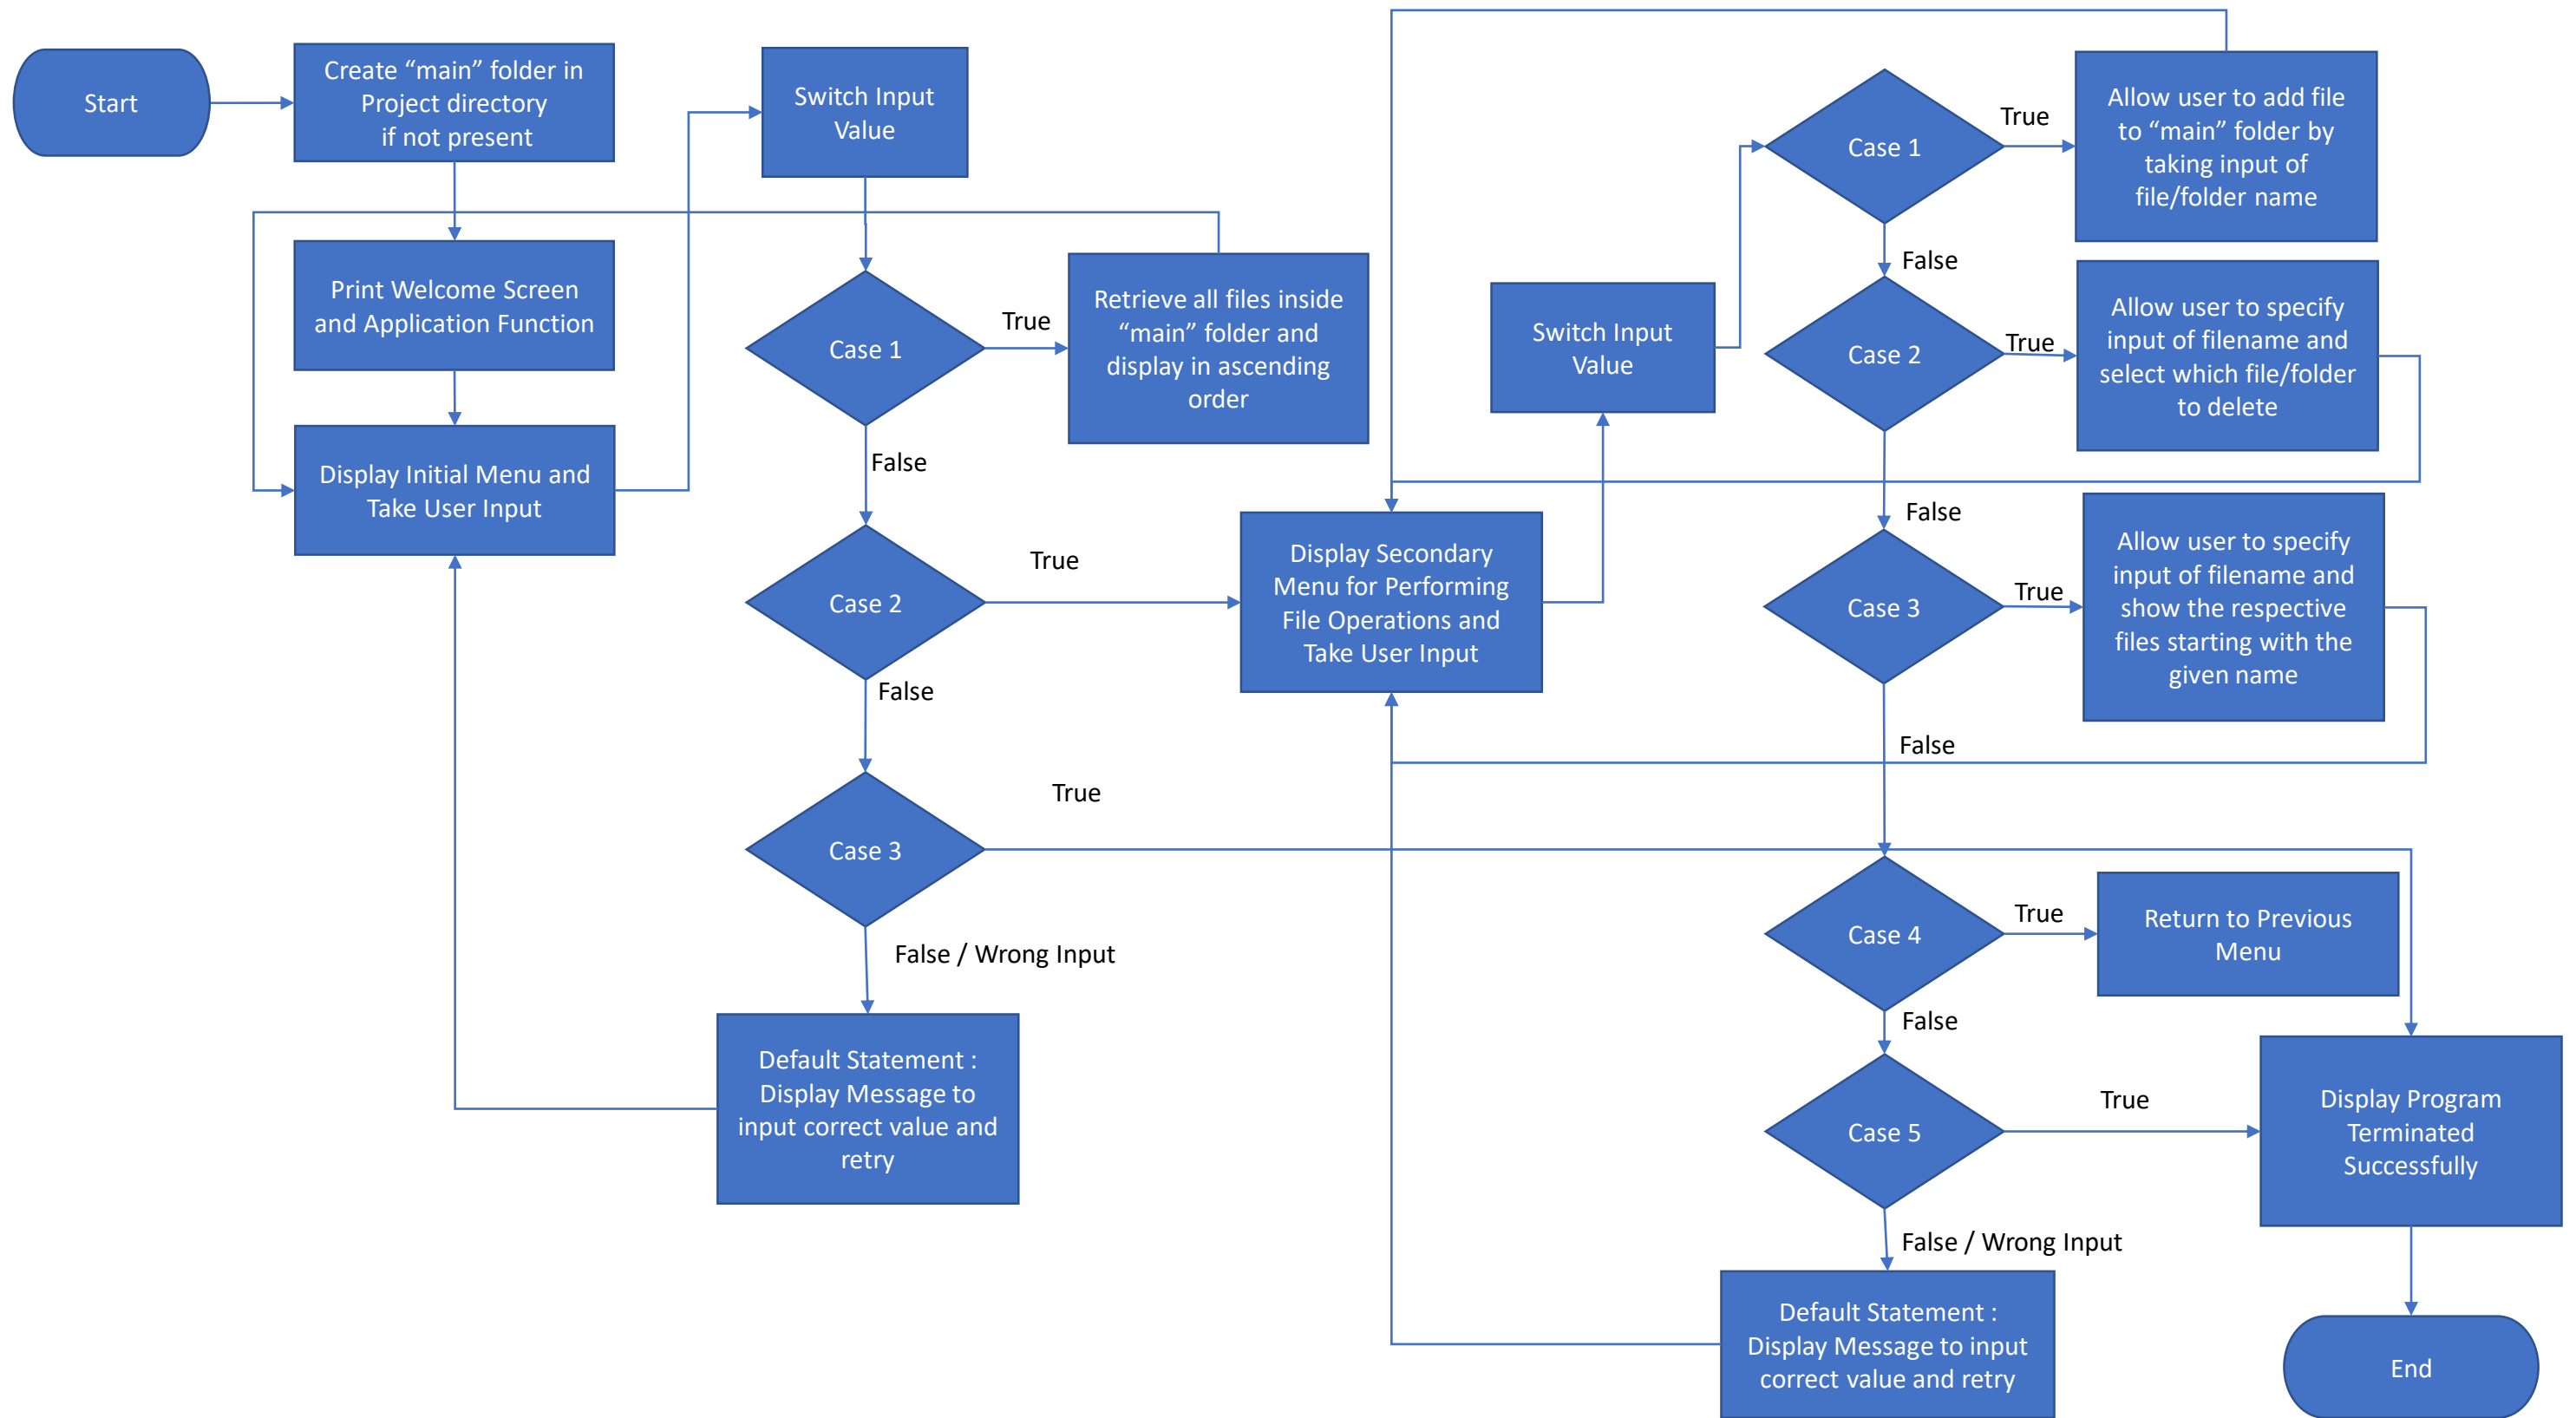 Start
Create “main” folder in
Project directory
if not present
Print Welcome Screen
and Application Function
Display Initial Menu and
Take User Input
Switch Input
Value
Case 1
True
Retrieve all files inside
“main” folder and
display in ascending
order
False
Case 2
True
False
Case 3
True
False / Wrong Input
Default Statement :
Display Message to
input correct value and
retry
Display Secondary
Menu for Performing
File Operations and
Take User Input
Switch Input
Value
Case 1
True
Allow user to add file
to “main” folder by
taking input of
file/folder name
False
Case 2
True
Allow user to specify
input of filename and
select which file/folder
to delete
False
Case 3
True
Allow user to specify
input of filename and
show the respective
files starting with the
given name
False
Case 4
True
Return to Previous
Menu
False
Case 5
True
Display Program
Terminated
Successfully
False / Wrong Input
Default Statement :
Display Message to input
correct value and retry
End